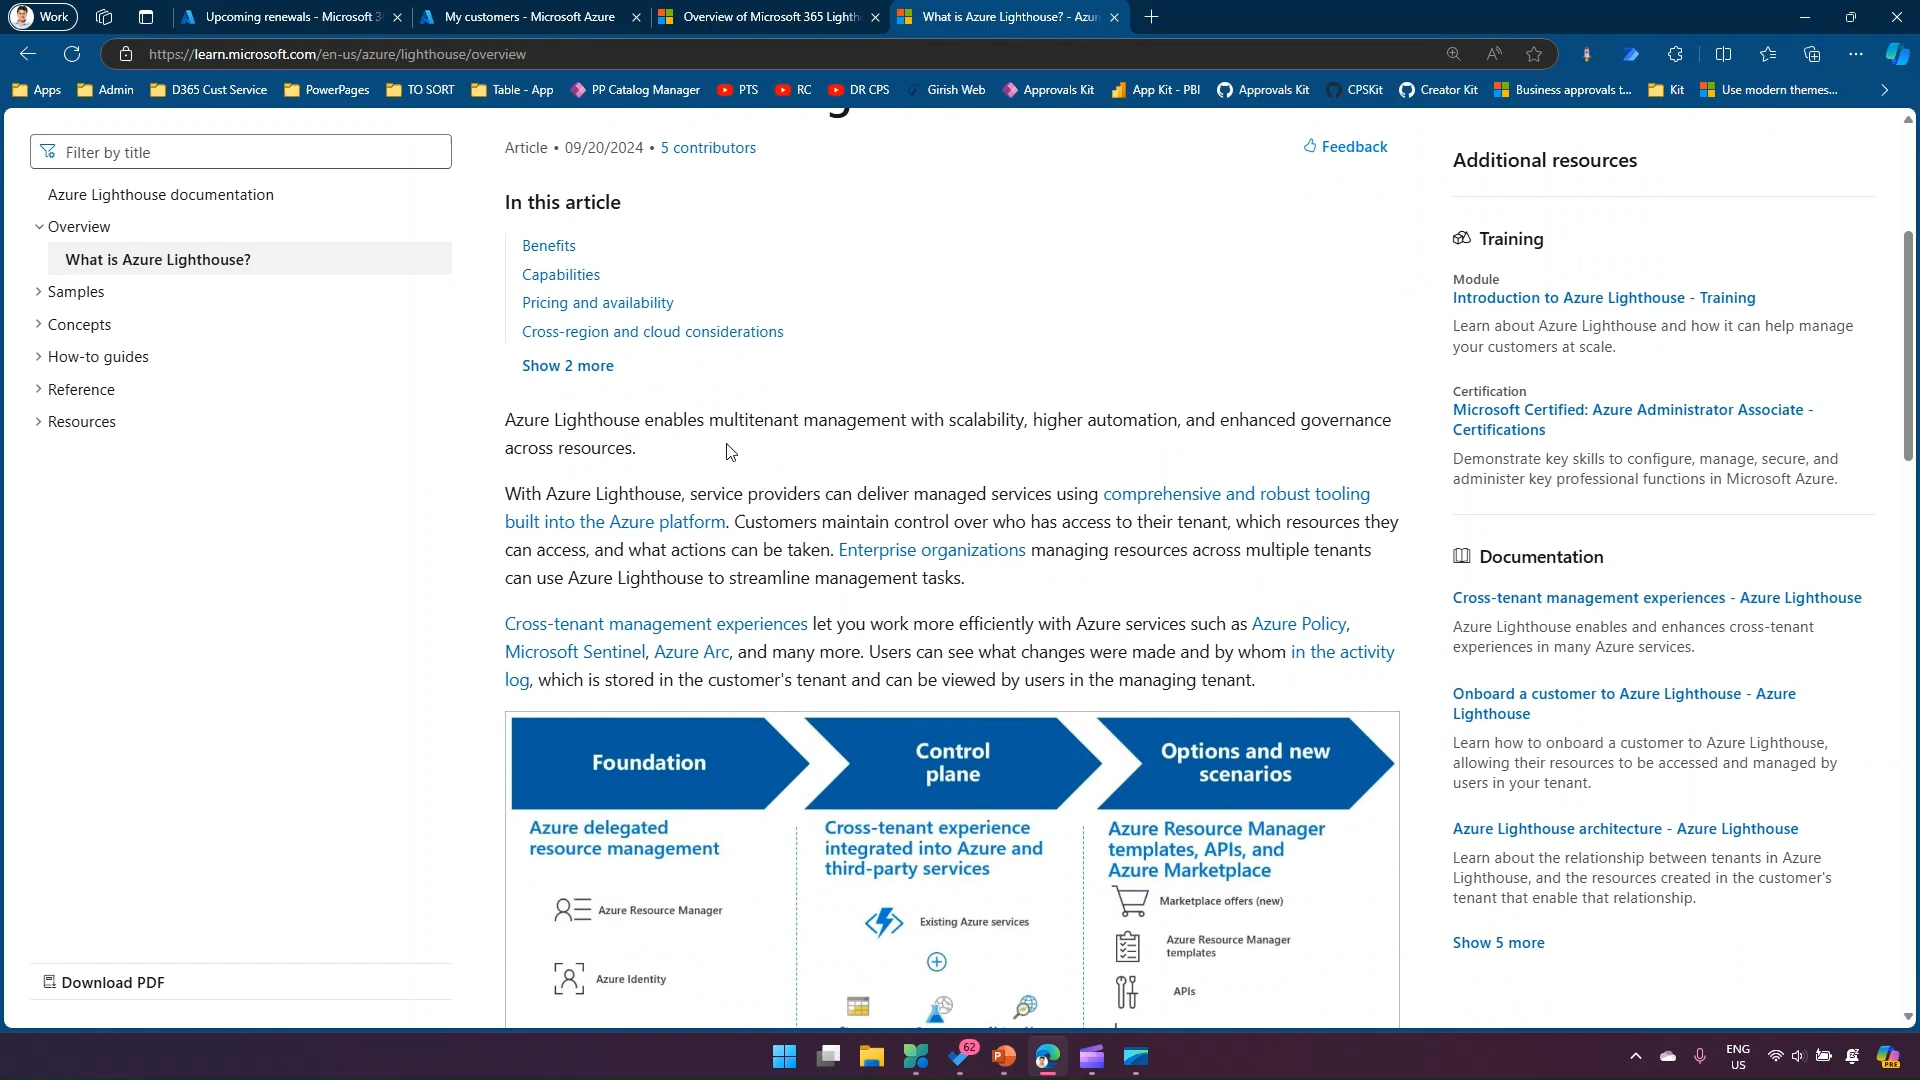 Work
Upcoming renewals - Microsoft 3
My customers - Microsoft Azure
Overview of Microsoft 365 Lighth
What is Azure Lighthouse? - Azur
https://learn.microsoft.com/en-us/azure/lighthouse/overview
Apps
Admin
D365 Cust Service
PowerPages
TO SORT
Table - App
PP Catalog Manager
PTS
RC
DR CPS
Girish Web
Approvals Kit
App Kit - PBI
Approvals Kit
CPSKit
Creator Kit
Business approvals t...
Kit
Use modern themes...
Filter by title
Azure Lighthouse documentation
Overview
What is Azure Lighthouse?
Samples
Concepts
How-to guides
Reference
Resources
Download PDF
Article • 09/20/2024 • 5 contributors
Feedback
In this article
Benefits
Capabilities
Pricing and availability
Cross-region and cloud considerations
Show 2 more
Azure Lighthouse enables multitenant management with scalability, higher automation, and enhanced governance
across resources.
With Azure Lighthouse, service providers can deliver managed services using comprehensive and robust tooling
built into the Azure platform. Customers maintain control over who has access to their tenant, which resources they
can access, and what actions can be taken. Enterprise organizations managing resources across multiple tenants
can use Azure Lighthouse to streamline management tasks.
Cross-tenant management experiences let you work more efficiently with Azure services such as Azure Policy,
Microsoft Sentinel, Azure Arc, and many more. Users can see what changes were made and by whom in the activity
log, which is stored in the customer's tenant and can be viewed by users in the managing tenant.
Foundation
Control
plane
Options and new
scenarios
Azure delegated
resource management
Azure Resource Manager
Azure Identity
Cross-tenant experience
integrated into Azure and
third-party services
Existing Azure services
Azure Resource Manager
templates, APIs, and
Azure Marketplace
Marketplace offers (new)
Azure Resource Manager
templates
APIs
Additional resources
Training
Module
Introduction to Azure Lighthouse - Training
Learn about Azure Lighthouse and how it can help manage
your customers at scale.
Certification
Microsoft Certified: Azure Administrator Associate -
Certifications
Demonstrate key skills to configure, manage, secure, and
administer key professional functions in Microsoft Azure.
Documentation
Cross-tenant management experiences - Azure Lighthouse
Azure Lighthouse enables and enhances cross-tenant
experiences in many Azure services.
Onboard a customer to Azure Lighthouse - Azure
Lighthouse
Learn how to onboard a customer to Azure Lighthouse,
allowing their resources to be accessed and managed by
users in your tenant.
Azure Lighthouse architecture - Azure Lighthouse
Learn about the relationship between tenants in Azure
Lighthouse, and the resources created in the customer's
tenant that enable that relationship.
Show 5 more
62
ENG
US
PRE